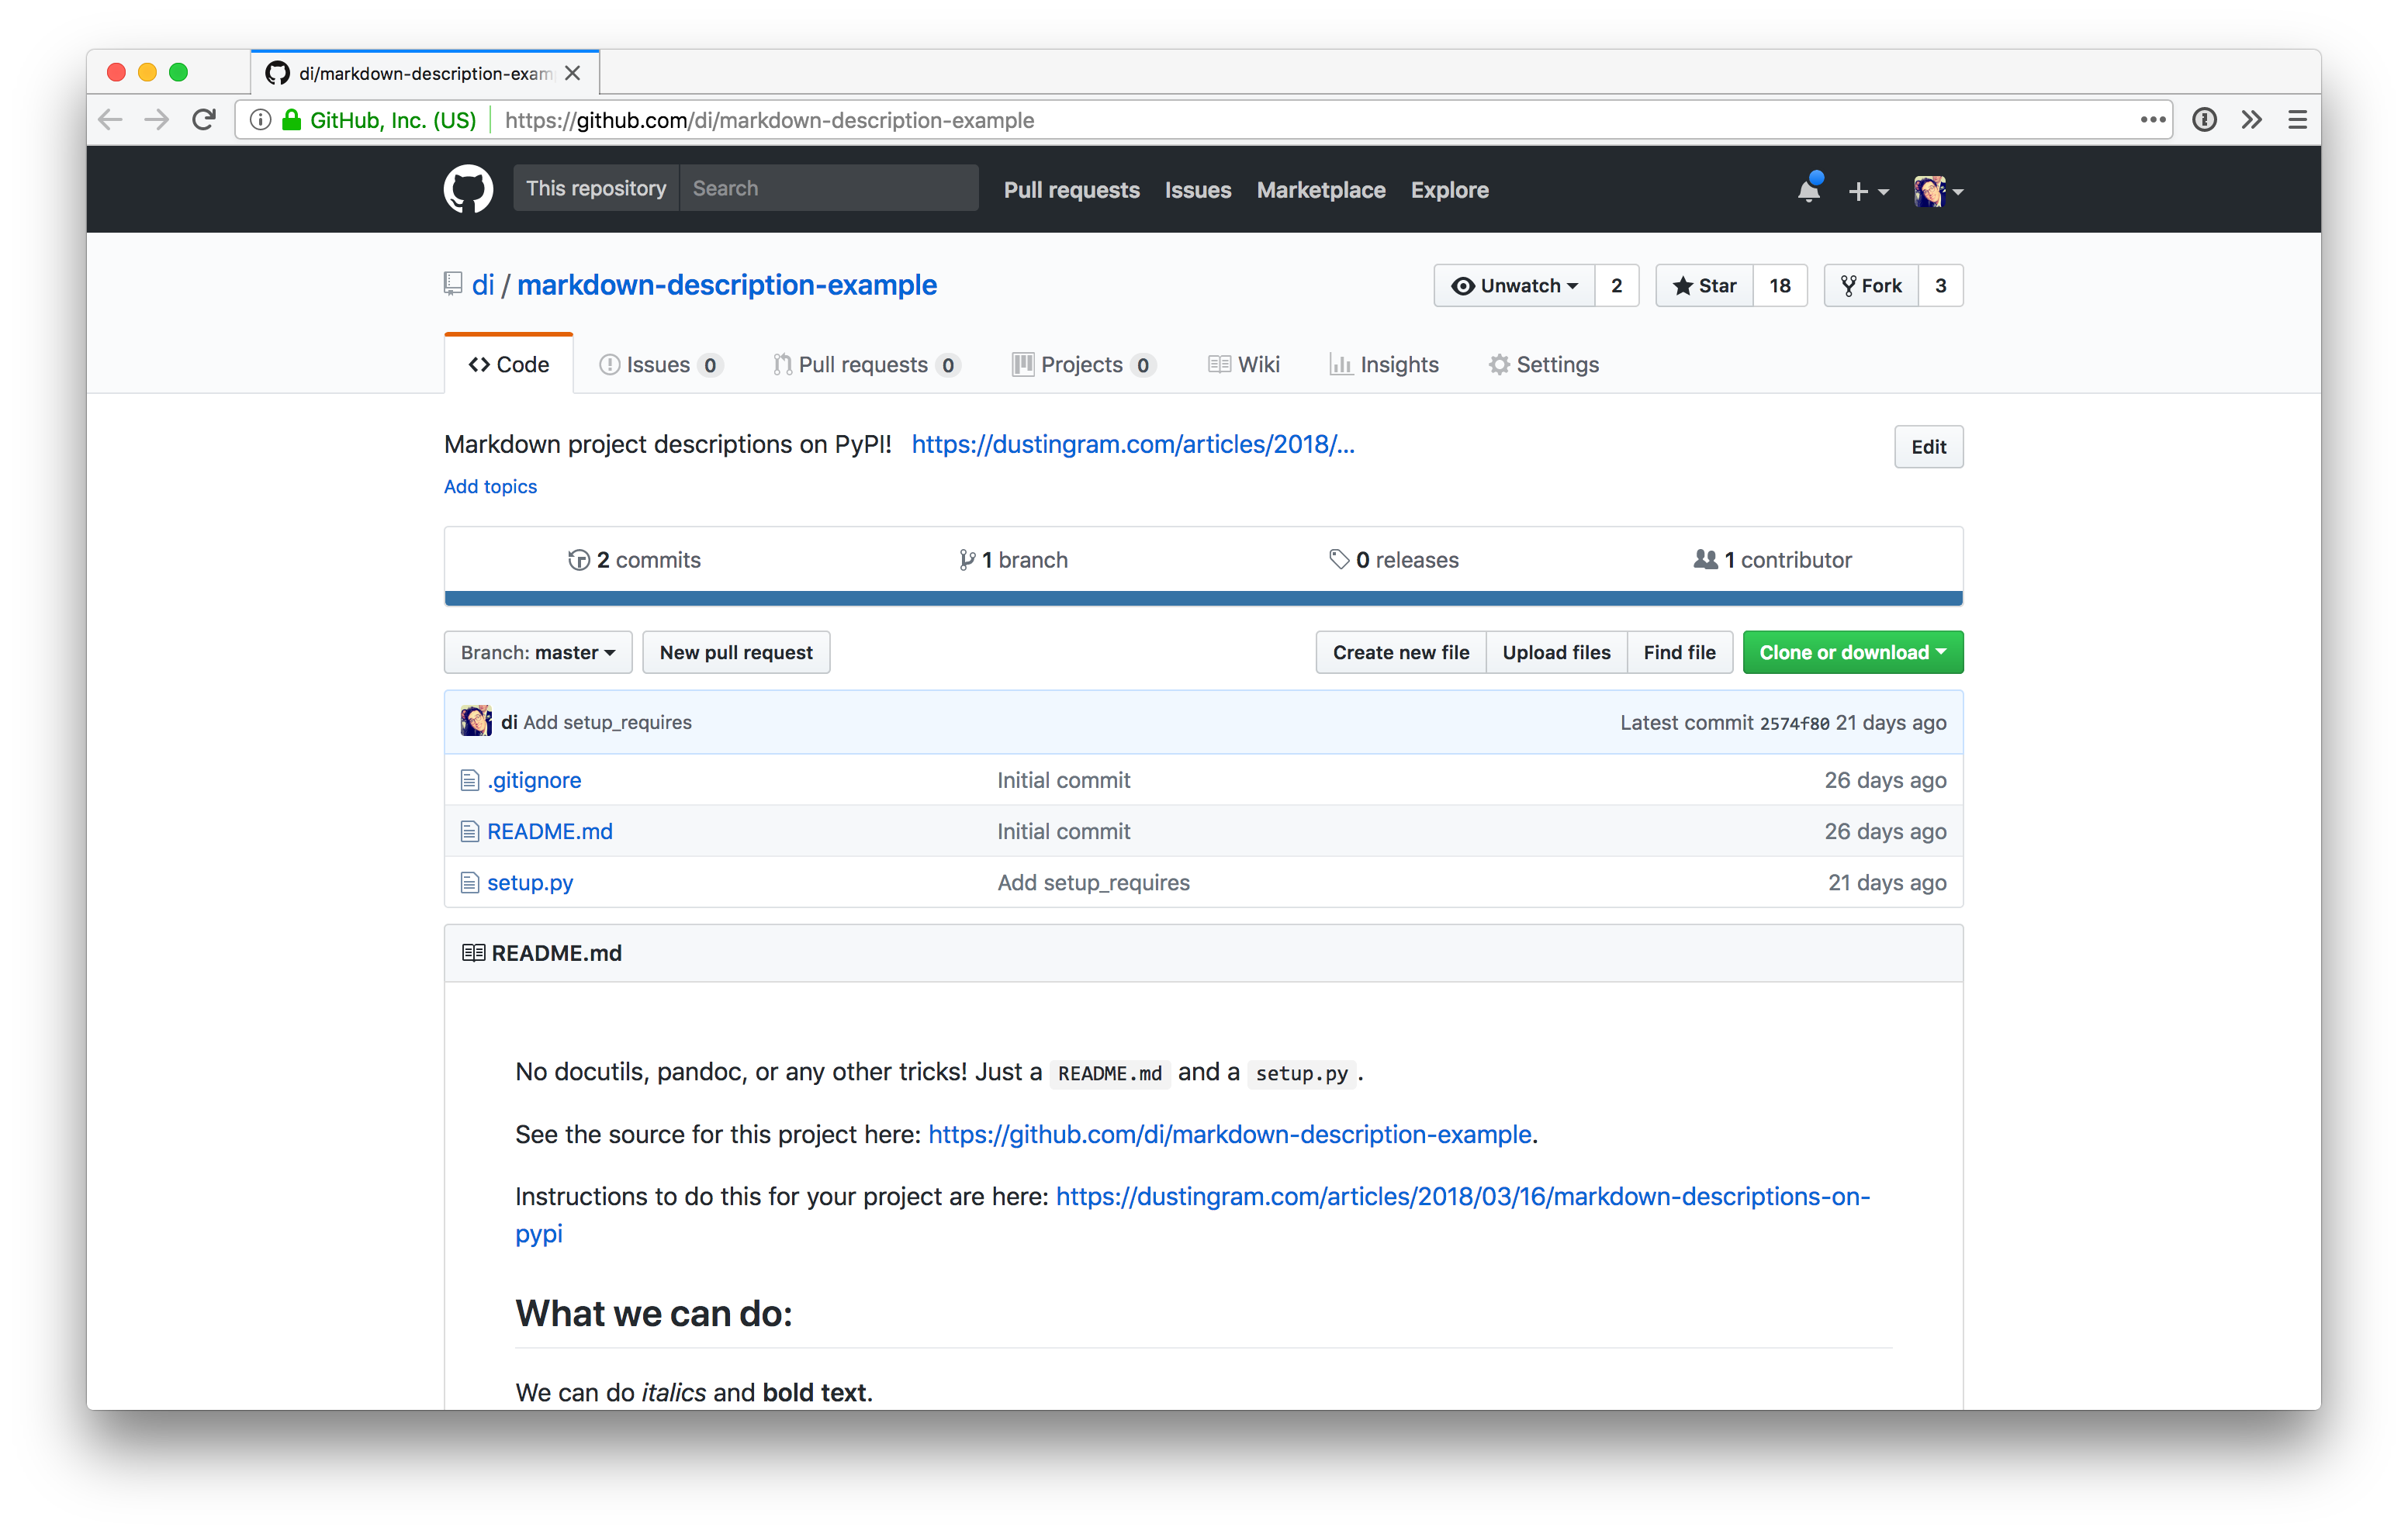 di/markdown-description-exam
GitHub, Inc. (US) https://github.com/di/markdown-description-example
This repository Search Pull requests Issues Marketplace Explore
di / markdown-description-example Unwatch 2 Star 18 Fork 3
Code Issues 0 Pull requests 0 Projects 0 Wiki Insights Settings
Markdown project descriptions on PyPI! https://dustingram.com/articles/2018/... Edit
Add topics
2 commits 1 branch 0 releases 1 contributor
Branch: master New pull request Create new file Upload files Find file Clone or download
di Add setup_requires Latest commit 2574f80 21 days ago
.gitignore Initial commit 26 days ago
README.md Initial commit 26 days ago
setup.py Add setup_requires 21 days ago
README.md
No docutils, pandoc, or any other tricks! Just a README.md and a setup.py.
See the source for this project here: https://github.com/di/markdown-description-example.
Instructions to do this for your project are here: https://dustingram.com/articles/2018/03/16/markdown-descriptions-on-
pypi
What we can do:
We can do italics and bold text.